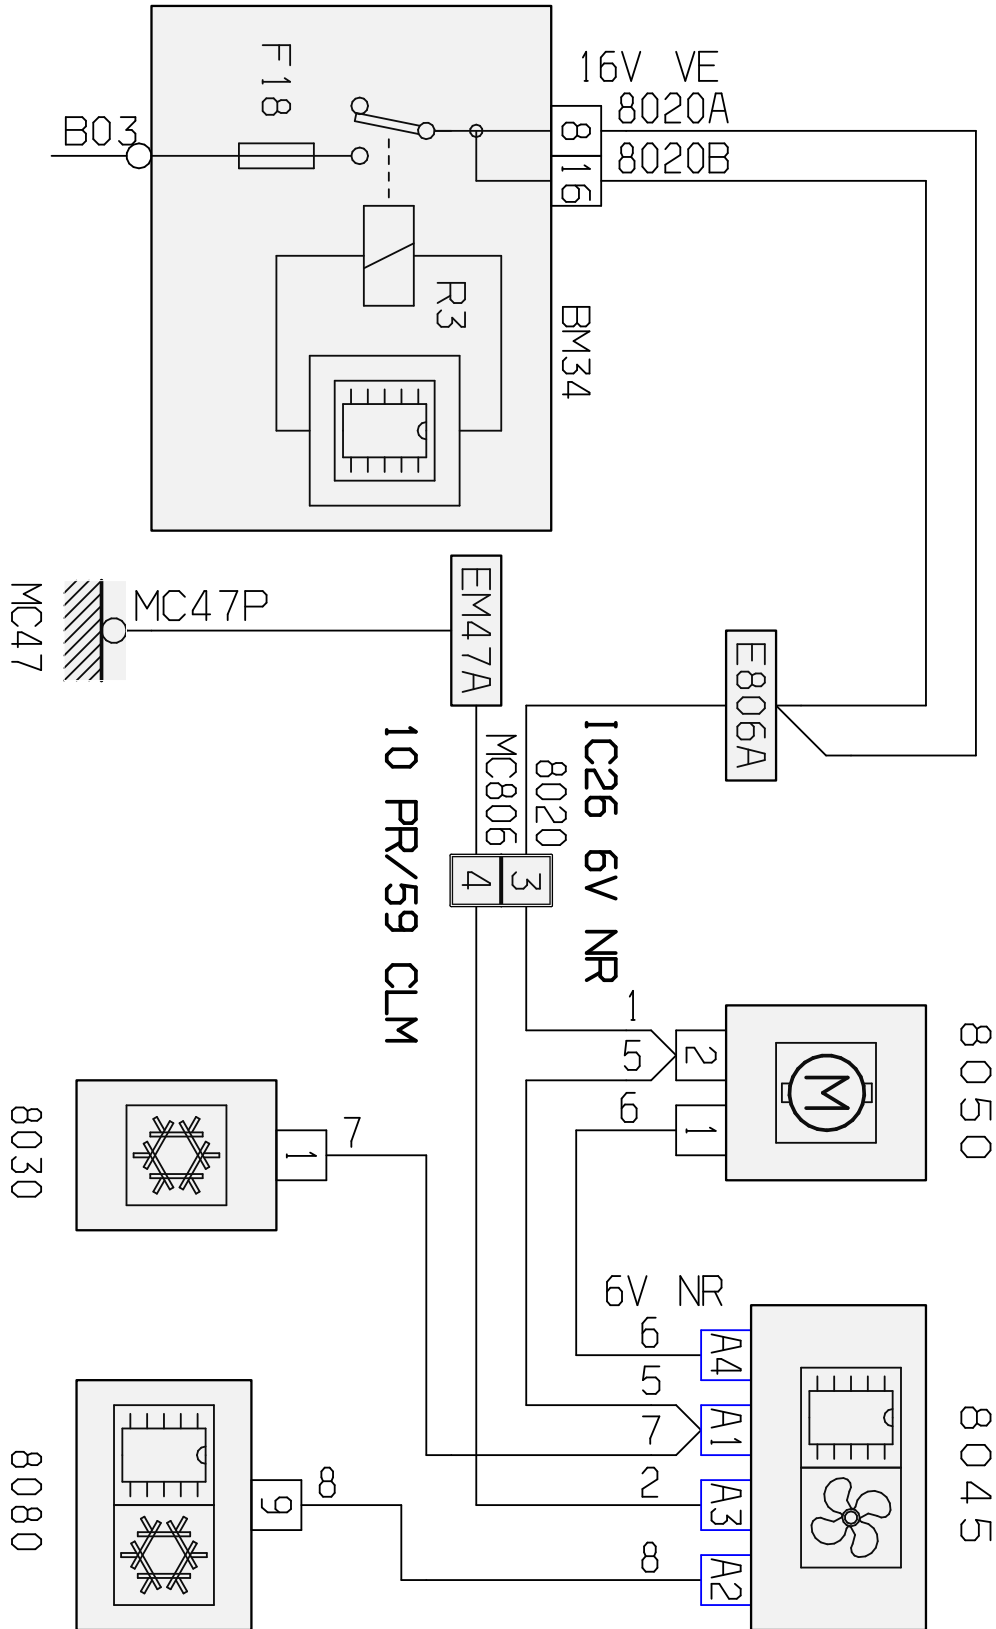 16V VE
F18
8020A
B03
8
8020B
16
R3
BM34
EM47A
MC47P
MC47
E806A
IC26 6V NR
8020
MC806
10 PR/59 CLM
3
4
1
5
2
8050
M
6
1
7
1
8030
6V NR
6
A4
5
A1
7
8045
2
A3
8
9
8080
8
A2